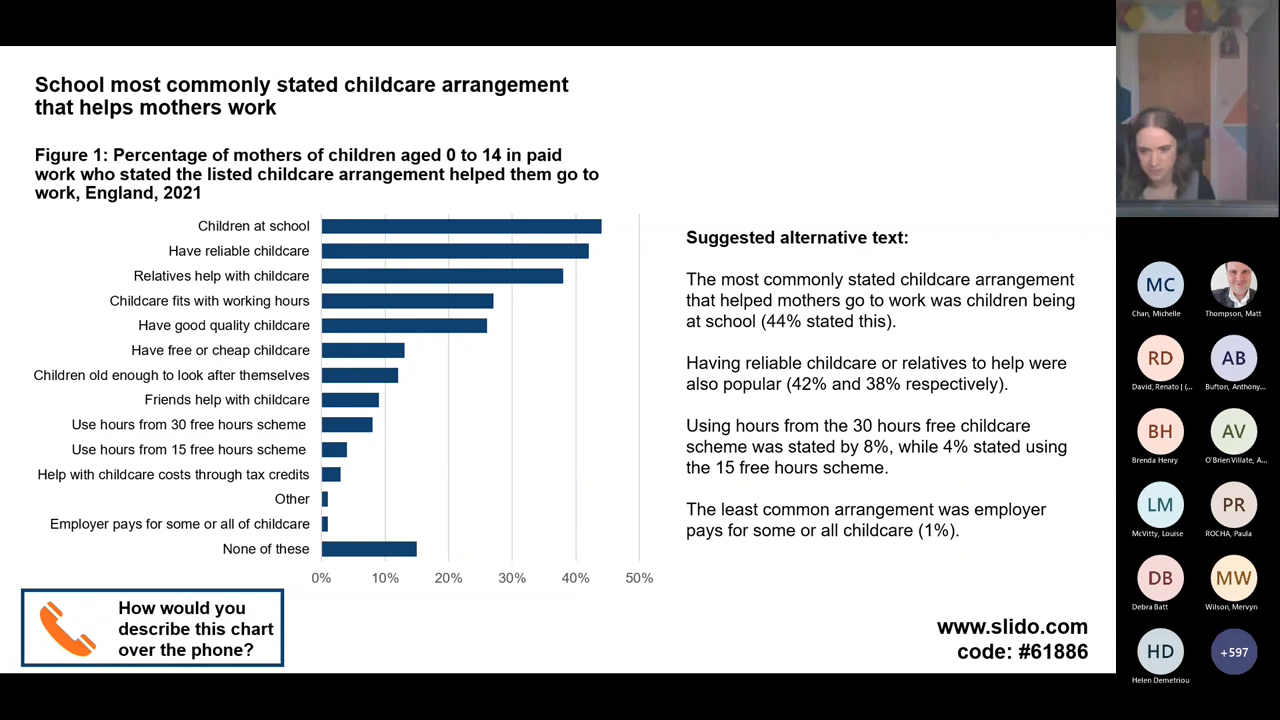 School most commonly stated childcare arrangement
that helps mothers work
Figure 1: Percentage of mothers of children aged 0 to 14 in paid
work who stated the listed childcare arrangement helped them go to
work, England, 2021
Children at school
Have reliable childcare
Relatives help with childcare
Childcare fits with working hours
Have good quality childcare
Have free or cheap childcare
Children old enough to look after themselves
Friends help with childcare
Use hours from 30 free hours scheme
Use hours from 15 free hours scheme
Help with childcare costs through tax credits
Other
Employer pays for some or all of childcare
None of these
0% 10% 20% 30% 40% 50%
Suggested alternative text:
The most commonly stated childcare arrangement
that helped mothers go to work was children being
at school (44% stated this).
Having reliable childcare or relatives to help were
also popular (42% and 38% respectively).
Using hours from the 30 hours free childcare
scheme was stated by 8%, while 4% stated using
the 15 free hours scheme.
The least common arrangement was employer
pays for some or all childcare (1%).
How would you
describe this chart
over the phone?
www.slido.com
code: #61886
MC
Chan, Michelle
Thompson, Matt
RD AB
David, Renato | (... Bufton, Anthony...
BH AV
Brenda Henry O'Brien Villate, A...
LM PR
McVitty, Louise ROCHA, Paula
DB MW
Debra Batt Wilson, Mervyn
HD +597
Helen Demetriou